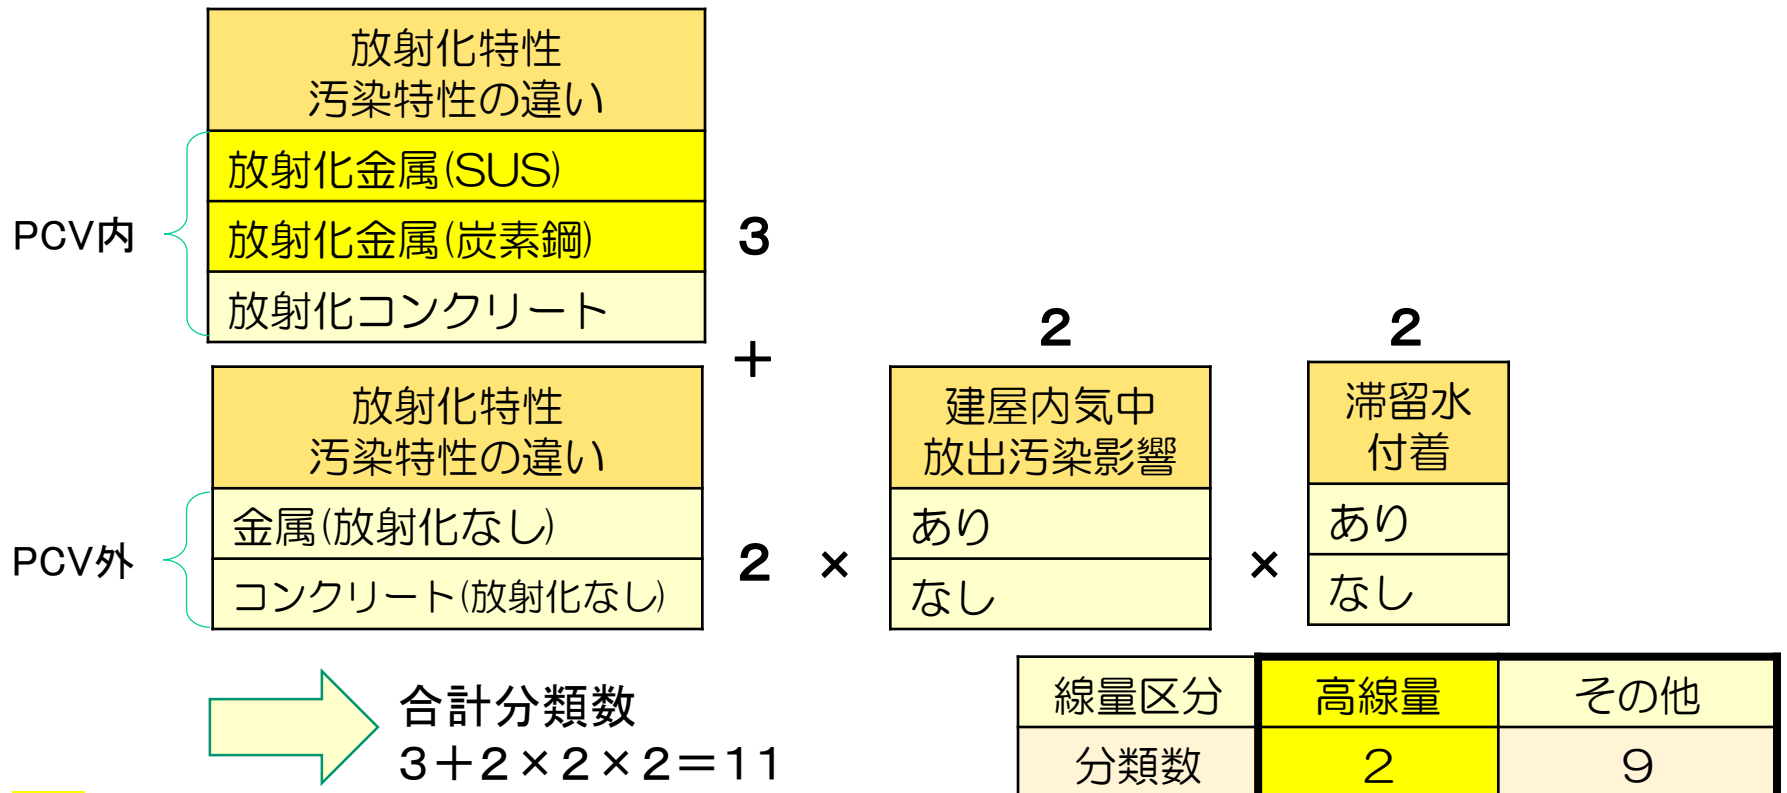 放射化特性
汚染特性の違い
放射化金属(SUS)
PCV内
放射化金属(炭素鋼)
3
放射化コンクリート
+
2
2
放射化特性
汚染特性の違い
建屋内気中
放出汚染影響
滞留水
付着
金属(放射化なし)
あり
あり
PCV外
2
×
×
コンクリート(放射化なし)
なし
なし
合計分類数
3+2×2×2=11
線量区分
高線量
その他
分類数
2
9